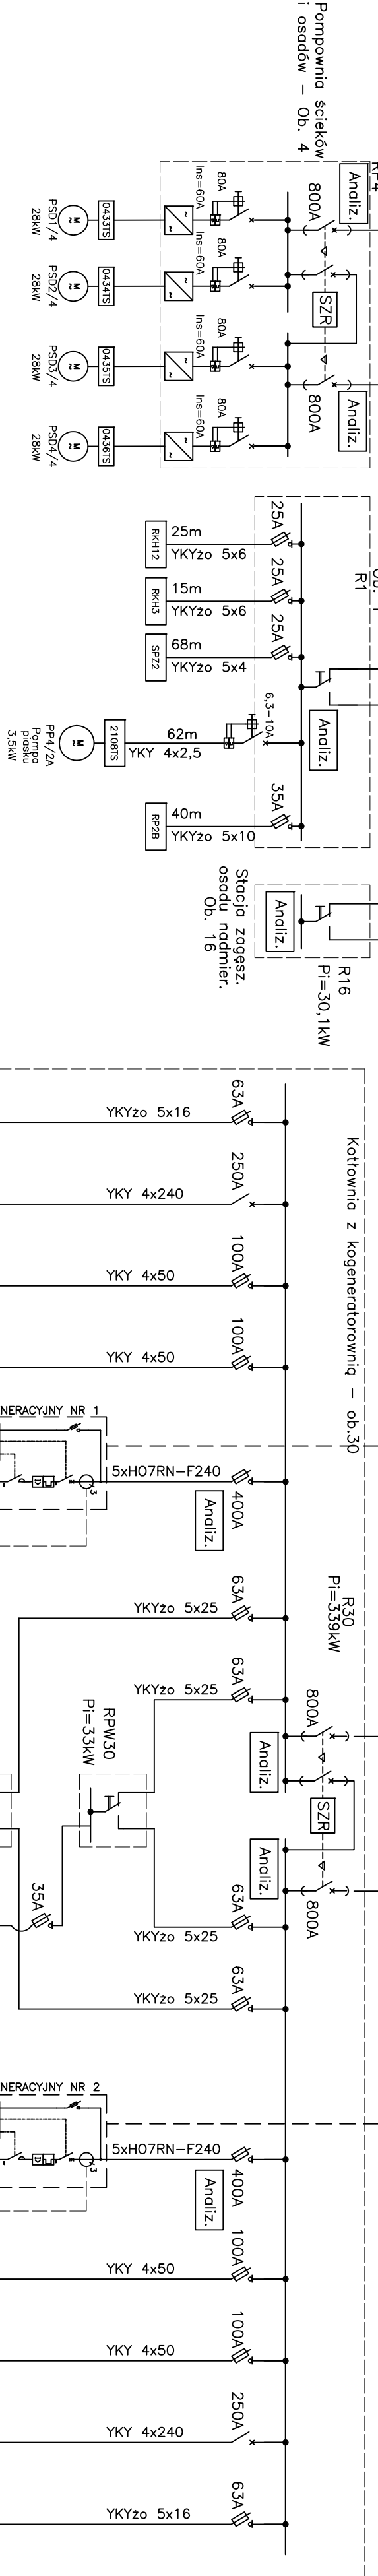 Pompownia ścieków
i osadów – Ob. 4
RP4
Analiz.
800A
SZR
800A
Analiz.
80A
80A
80A
80A
Ins=60A
Ins=60A
Ins=60A
Ins=60A
0433TS
0434TS
0435TS
0436TS
M
M
M
M
PSD1/4
28kW
PSD2/4
28kW
PSD3/4
28kW
PSD4/4
28kW
R1
25A
25A
25A
Analiz.
6,3-10A
35A
25m
YKYżo 5x6
RKH12
15m
YKYżo 5x6
RKH3
68m
YKYżo 5x4
SPZ2
62m
YKY 4x2,5
2108TS
M
PP4/2A
Pompa
piasku
3,5kW
40m
YKYżo 5x10
RP2B
Stacja zagęsz.
osadu nadmier.
Ob. 16
Analiz.
R16
Pi=30,1kW
Kotłownia z kogeneratorownią – ob.30
R30
Pi=339kW
63A
YKYżo 5x16
250A
YKY 4x240
100A
YKY 4x50
100A
YKY 4x50
NERACYJNY NR 1
5xH07RN-F240
400A
Analiz.
3
D
63A
YKYżo 5x25
63A
YKYżo 5x25
800A
Analiz.
SZR
Analiz.
800A
RPW30
Pi=33kW
35A
63A
YKYżo 5x25
63A
YKYżo 5x25
NERACYJNY NR 2
5xH07RN-F240
400A
Analiz.
3
D
100A
YKY 4x50
100A
YKY 4x50
250A
YKY 4x240
63A
YKYżo 5x16